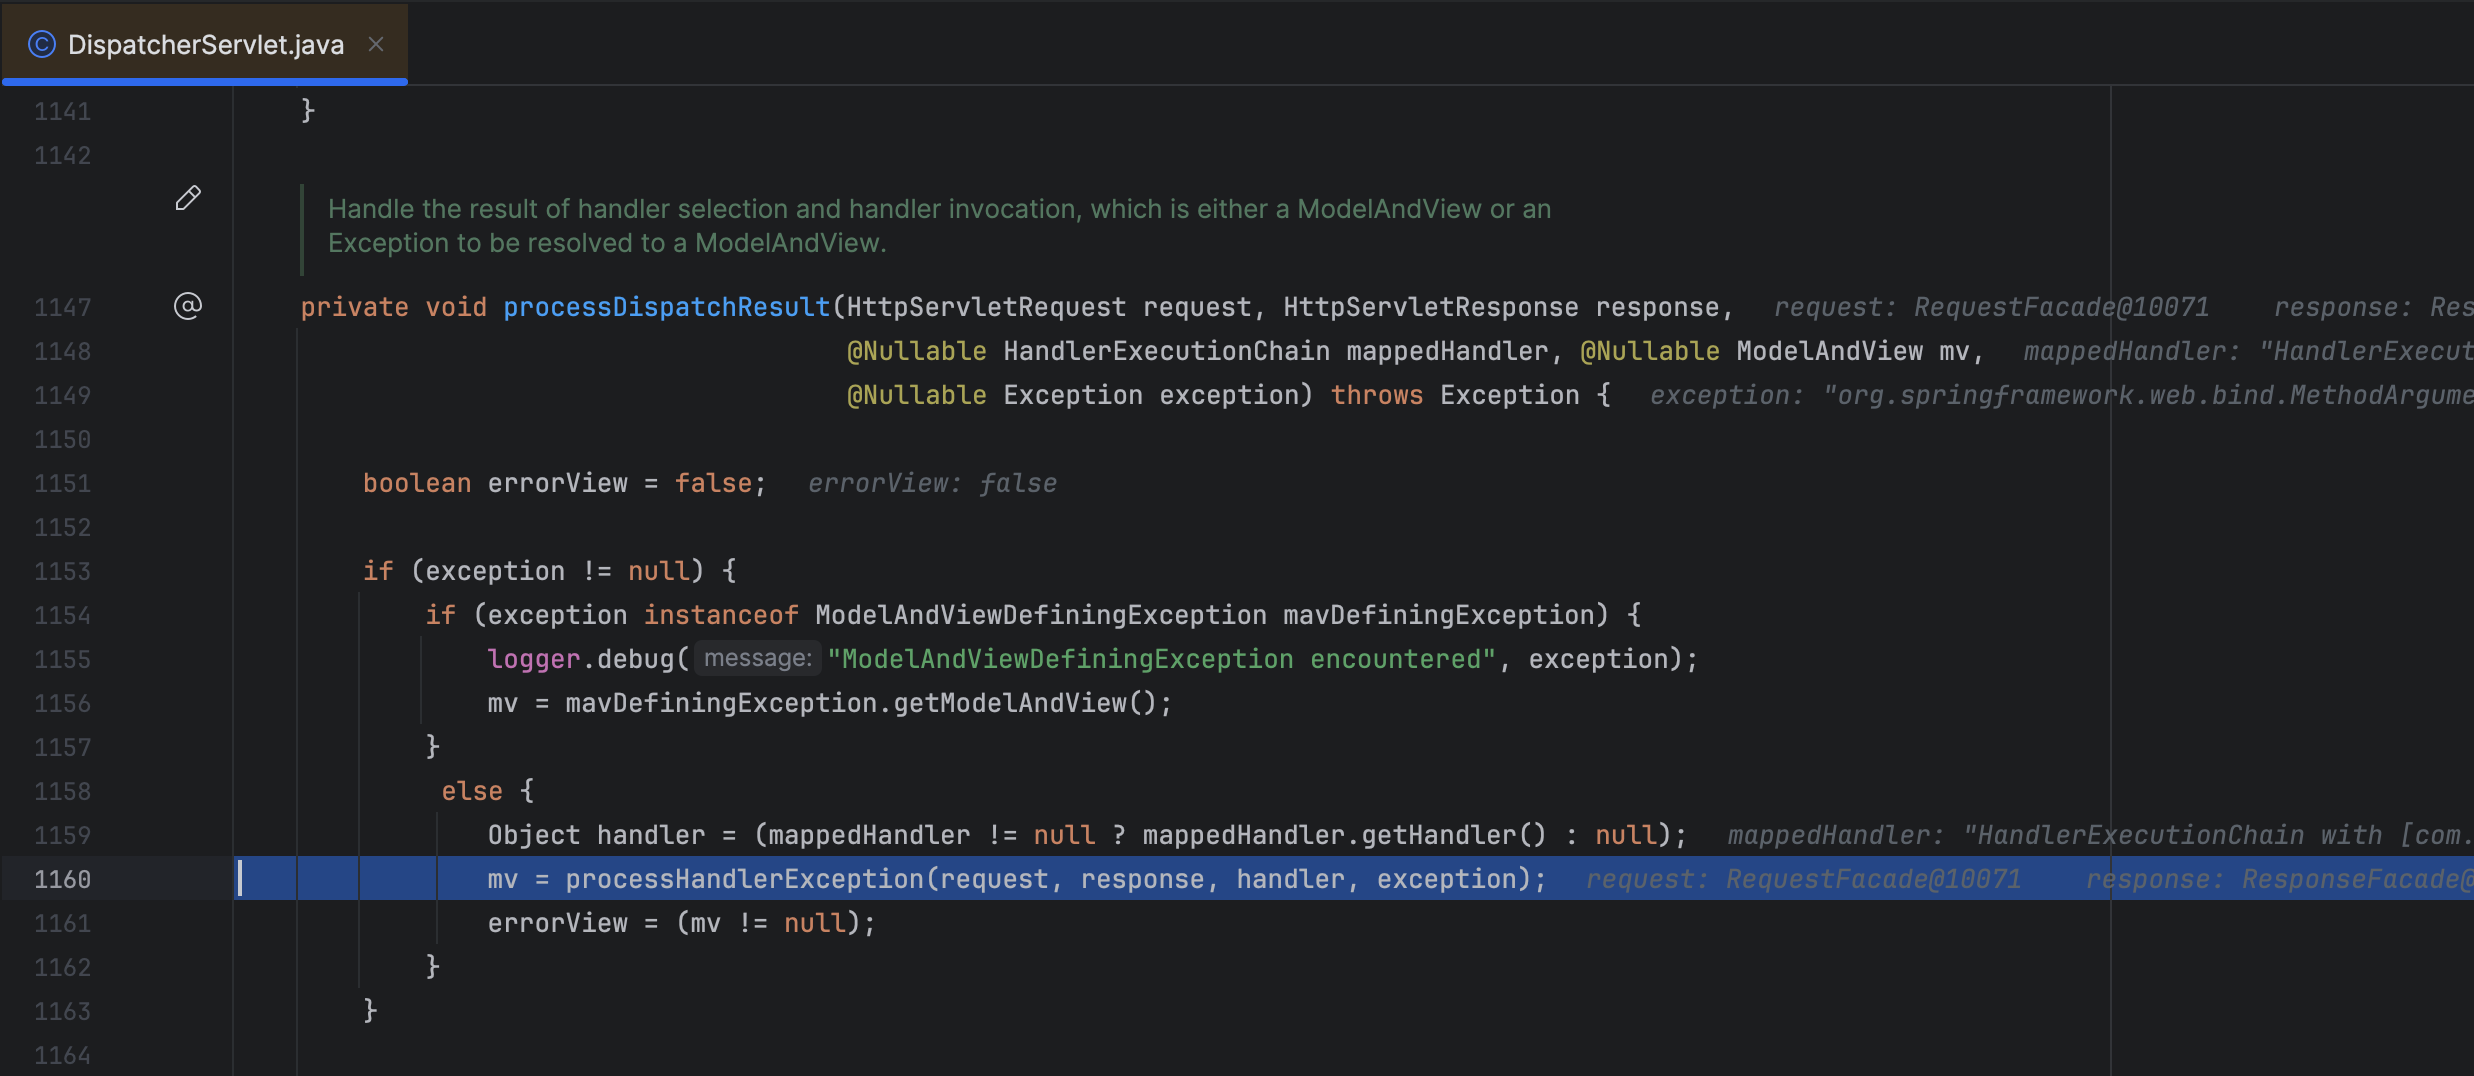 DispatcherServlet.java
1141 }
1142
Handle the result of handler selection and handler invocation, which is either a ModelAndView or an
Exception to be resolved to a ModelAndView.
1147 private void processDispatchResult(HttpServletRequest request, HttpServletResponse response, request: RequestFacade@10071 response: Res
1148 @Nullable HandlerExecutionChain mappedHandler, @Nullable ModelAndView mv, mappedHandler: "HandlerExecut
1149 @Nullable Exception exception) throws Exception { exception: "org.springframework.web.bind.MethodArgume
1150
1151 boolean errorView = false; errorView: false
1152
1153 if (exception != null) {
1154 if (exception instanceof ModelAndViewDefiningException mavDefiningException) {
1155 logger.debug( message: "ModelAndViewDefiningException encountered", exception);
1156 mv = mavDefiningException.getModelAndView();
1157 }
1158 else {
1159 Object handler = (mappedHandler != null ? mappedHandler.getHandler() : null); mappedHandler: "HandlerExecutionChain with [com.
1160 mv = processHandlerException(request, response, handler, exception); request: RequestFacade@10071 response: ResponseFacade@
1161 errorView = (mv != null);
1162 }
1163 }
1164